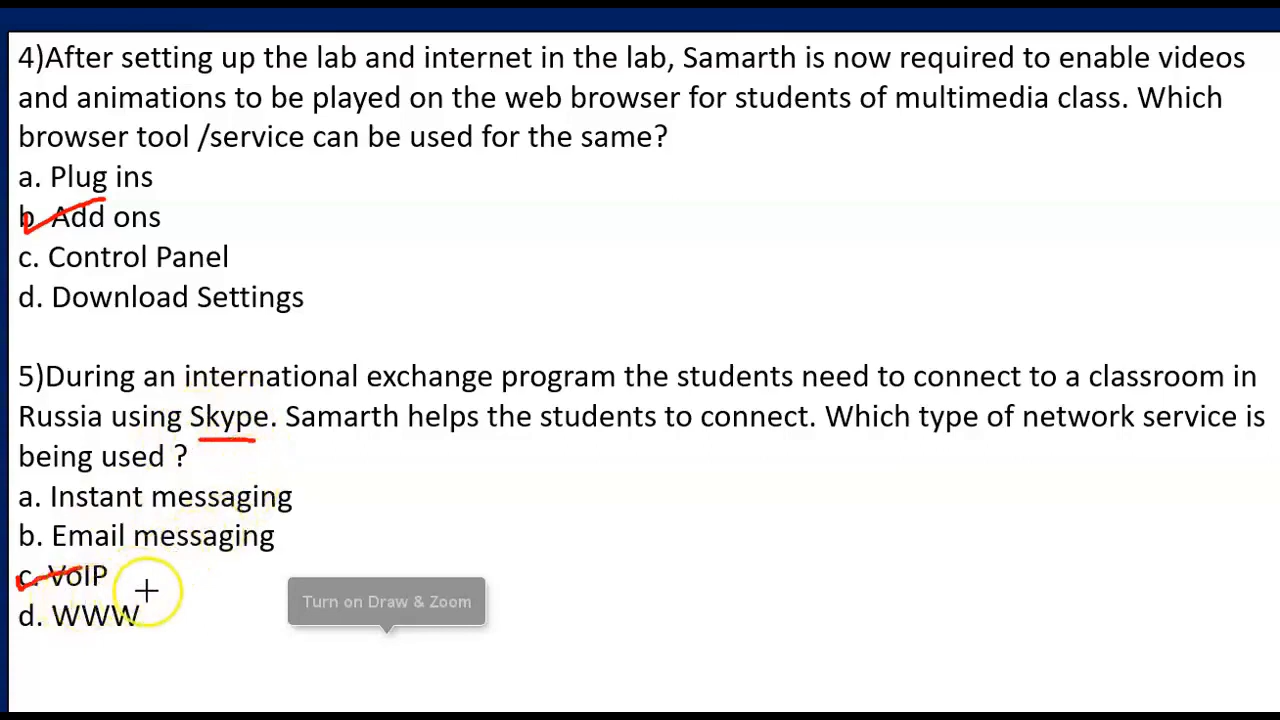 4)After setting up the lab and internet in the lab, Samarth is now required to enable videos
and animations to be played on the web browser for students of multimedia class. Which
browser tool /service can be used for the same?
a. Plug ins
b. Add ons
c. Control Panel
d. Download Settings
5)During an international exchange program the students need to connect to a classroom in
Russia using Skype. Samarth helps the students to connect. Which type of network service is
being used ?
a. Instant messaging
b. Email messaging
c. VoIP
d. WWW
Turn on Draw & Zoom